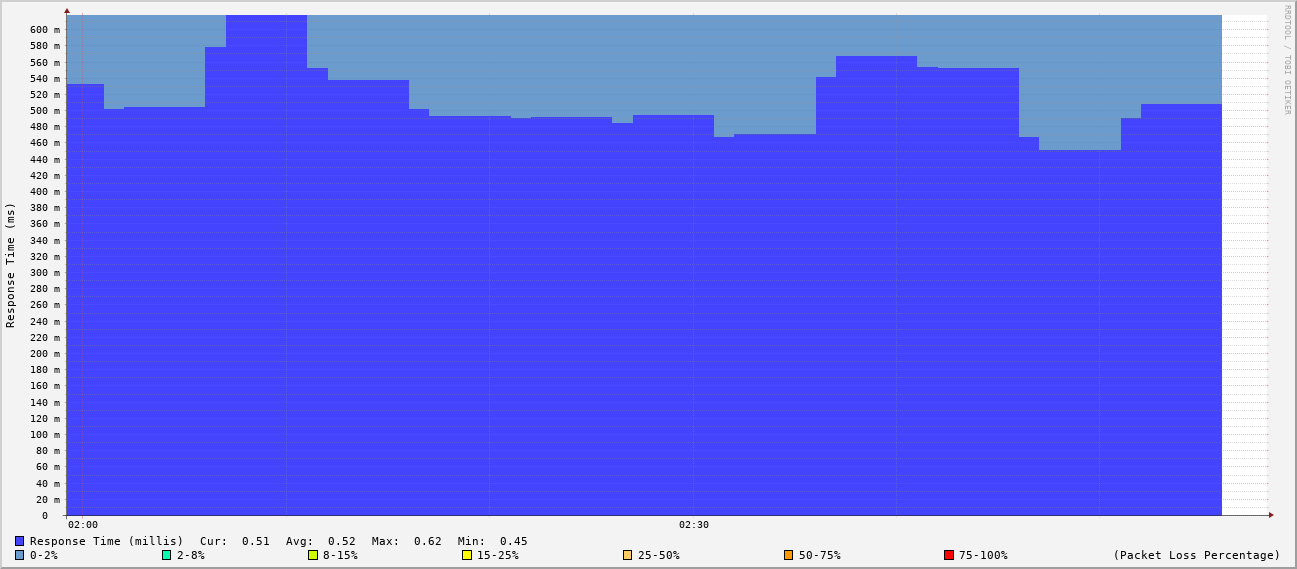 RRDTOOL / TOBI OETIKER
Response Time (ms)
600 m
580 m
560 m
540 m
520 m
500 m
480 m
460 m
440 m
420 m
400 m
380 m
360 m
340 m
320 m
300 m
280 m
260 m
240 m
220 m
200 m
180 m
160 m
140 m
120 m
100 m
80 m
60 m
40 m
20 m
0
02:00 02:30
Response Time (millis) Cur: 0.51 Avg: 0.52 Max: 0.62 Min: 0.45
0-2% 2-8% 8-15% 15-25% 25-50% 50-75% 75-100% (Packet Loss Percentage)